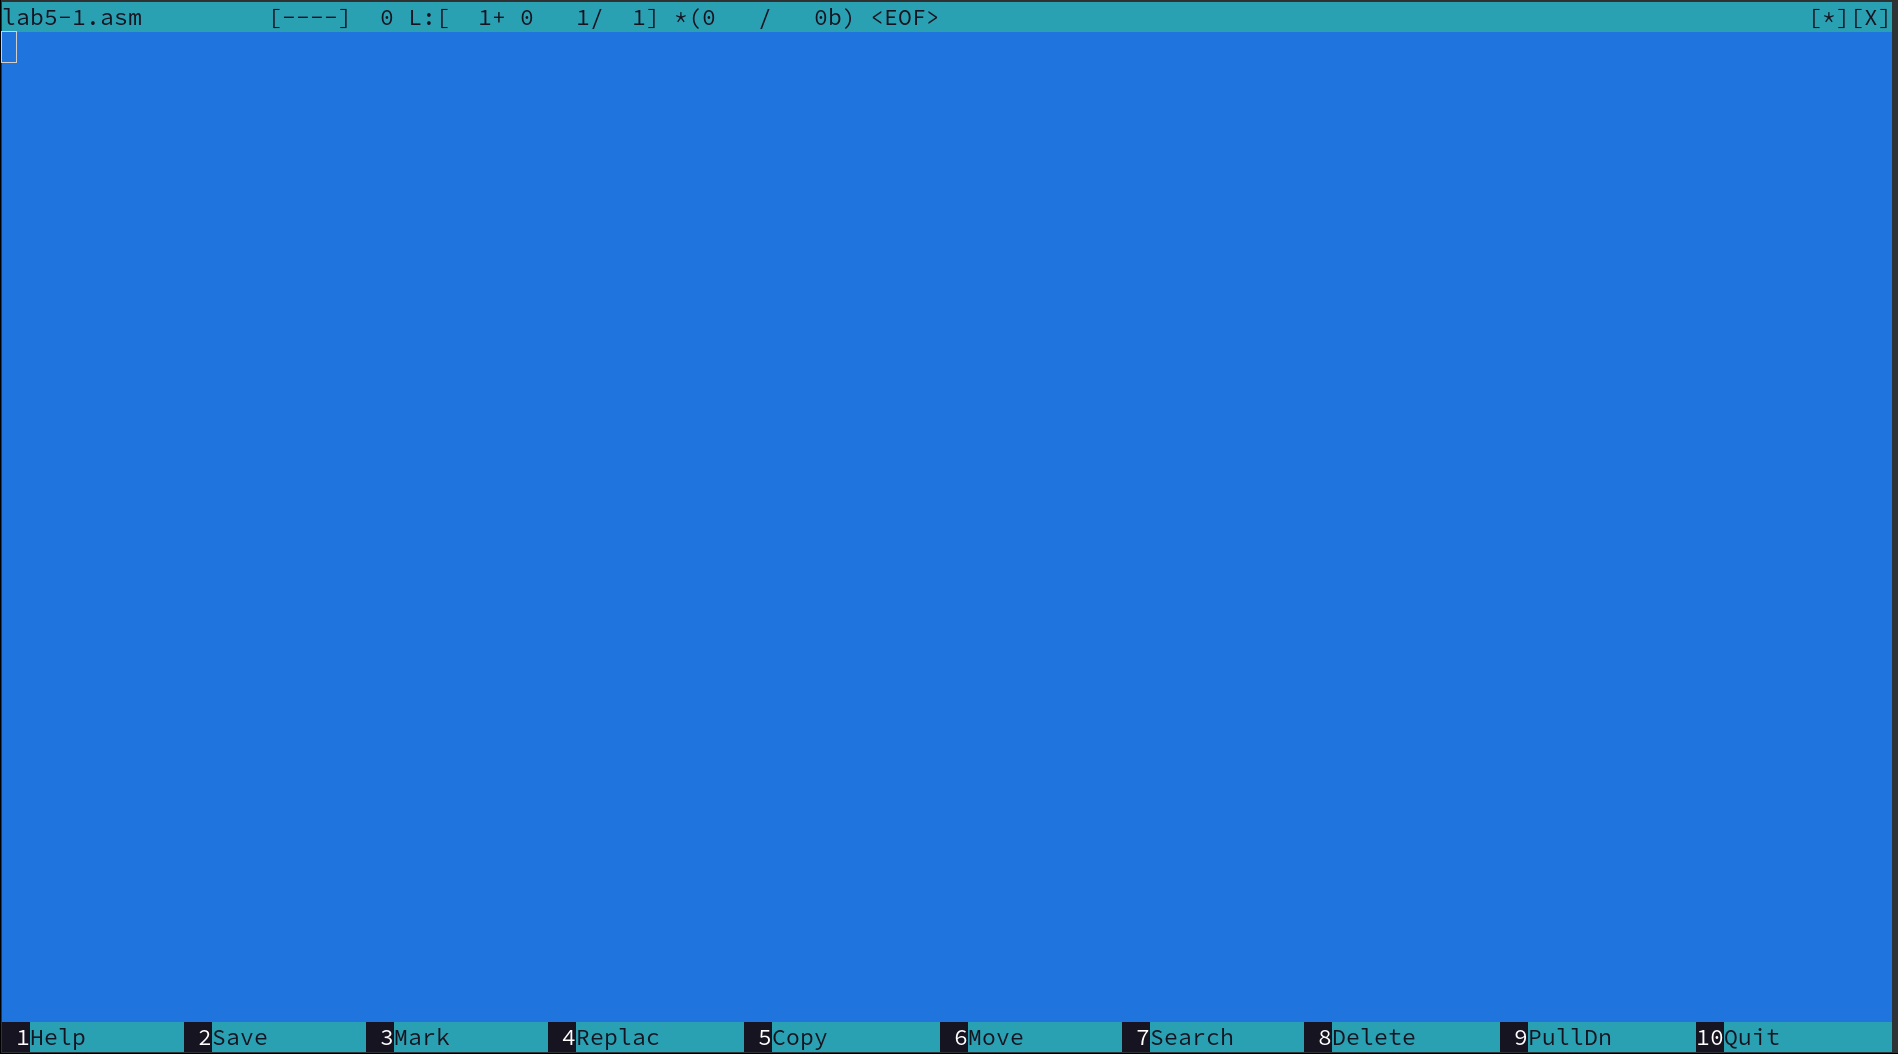 lab5-1.asm [----] 0 L:[ 1+ 0 1/ 1] *(0 / 0b) <EOF> [*][X]
1Help 2Save 3Mark 4Replac 5Copy 6Move 7Search 8Delete 9PullDn 10Quit